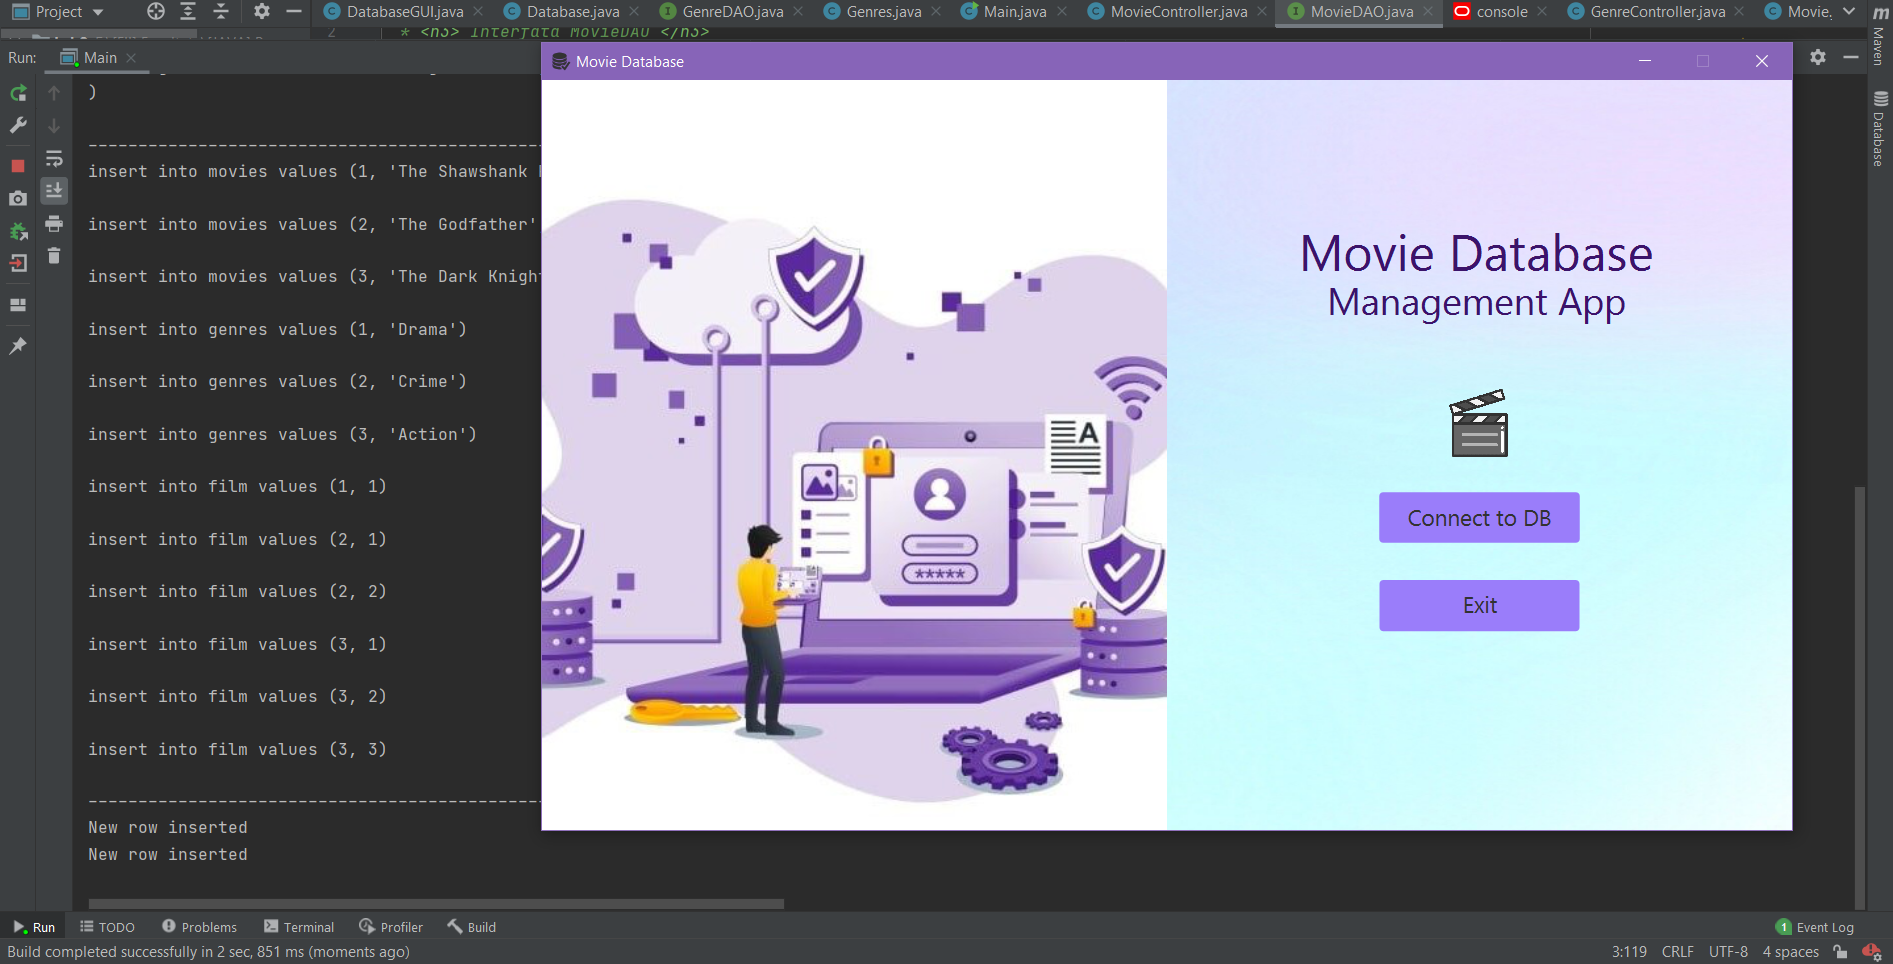 Project
DatabaseGUI.java
Database.java
GenreDAO.java
Genres.java
Main.java
MovieController.java
MovieDAO.java
console
GenreController.java
Movie.
Maven
Database
2 * <h3> Interfata MovieDAO </h3>
Run: Main
Movie Database
)
--------------------------------------------------
insert into movies values (1, 'The Shawshank
insert into movies values (2, 'The Godfather'
insert into movies values (3, 'The Dark Knight
insert into genres values (1, 'Drama')
insert into genres values (2, 'Crime')
insert into genres values (3, 'Action')
insert into film values (1, 1)
insert into film values (2, 1)
insert into film values (2, 2)
insert into film values (3, 1)
insert into film values (3, 2)
insert into film values (3, 3)
--------------------------------------------------
New row inserted
New row inserted
A
*****
Movie Database
Management App
Connect to DB
Exit
Run
TODO
Problems
Terminal
Profiler
Build
1 Event Log
Build completed successfully in 2 sec, 851 ms (moments ago)
3:119 CRLF UTF-8 4 spaces